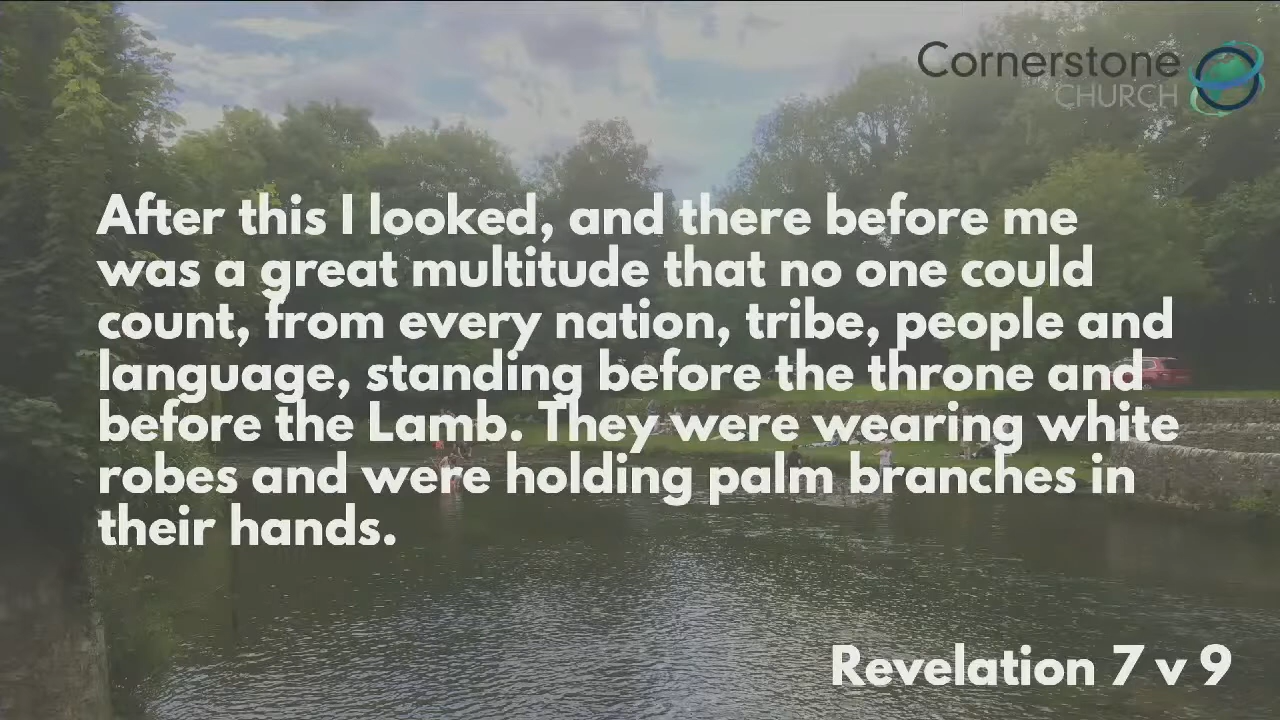 Cornerstone
CHURCH
After this I looked, and there before me
was a great multitude that no one could
count, from every nation, tribe, people and
language, standing before the throne and
before the Lamb. They were wearing white
robes and were holding palm branches in
their hands.
Revelation 7 v 9